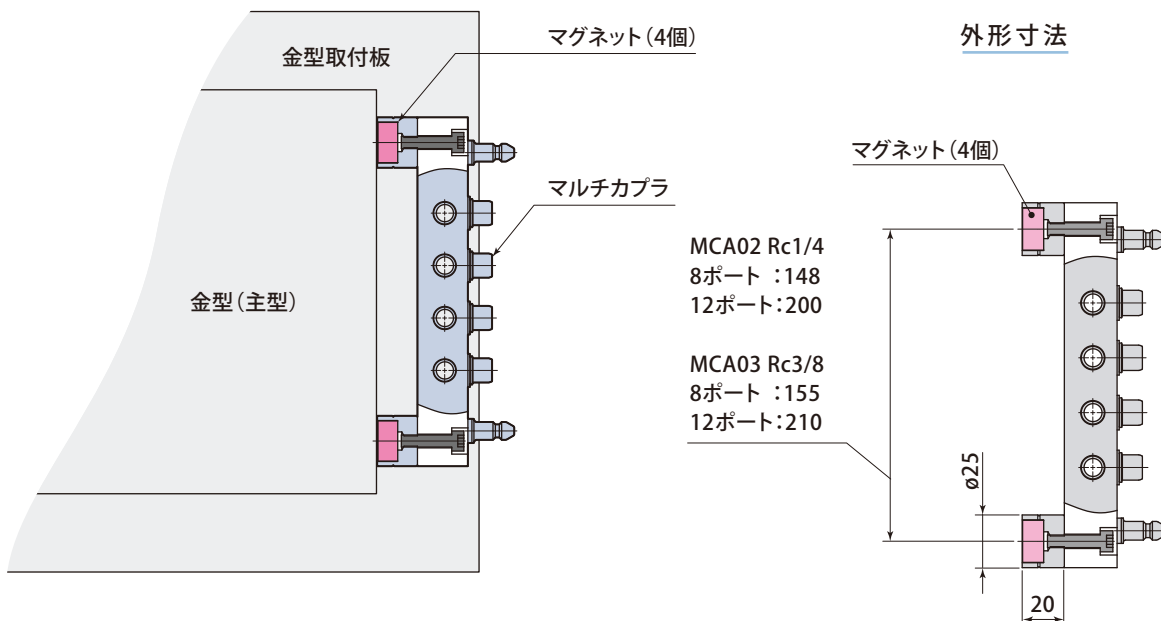 金型取付板
マグネット（4個）
マルチカプラ
金型（主型）
外形寸法
マグネット（4個）
MCA02 Rc1/4
8ポート ：148
12ポート：200
MCA03 Rc3/8
8ポート ：155
12ポート：210
ø25
20